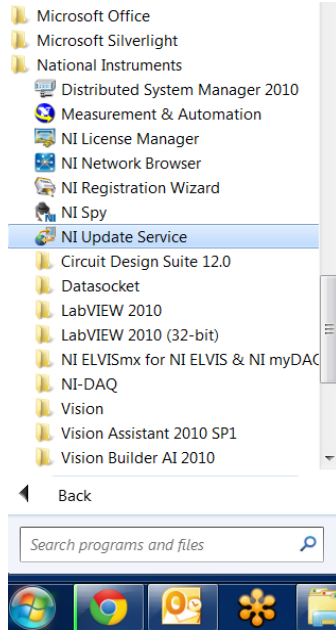 Microsoft Office
Microsoft Silverlight
National Instruments
Distributed System Manager 2010
Measurement & Automation
NI License Manager
NI Network Browser
NI Registration Wizard
NI Spy
NI Update Service
Circuit Design Suite 12.0
Datasocket
LabVIEW 2010
LabVIEW 2010 (32-bit)
NI ELVISmx for NI ELVIS & NI myDAC
NI-DAQ
Vision
Vision Assistant 2010 SP1
Vision Builder AI 2010
Back
Search programs and files